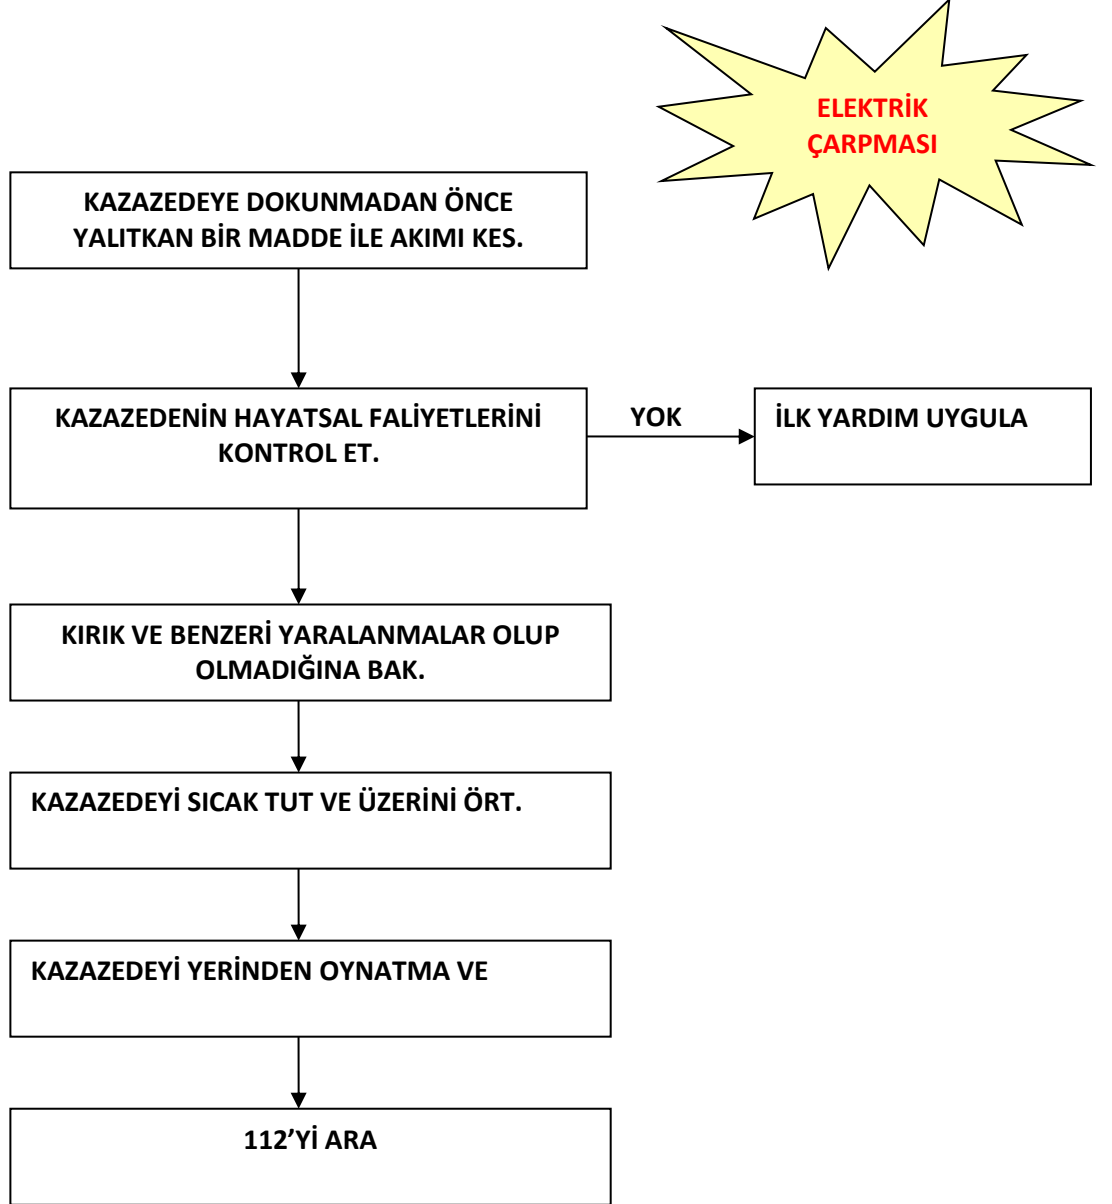 ELEKTRİK
ÇARPMASI
KAZAZEDEYE DOKUNMADAN ÖNCE
YALITKAN BİR MADDE İLE AKIMI KES.
KAZAZEDENİN HAYATSAL FALİYETLERİNİ
KONTROL ET.
YOK
İLK YARDIM UYGULA
KIRIK VE BENZERİ YARALANMALAR OLUP
OLMADIĞINA BAK.
KAZAZEDEYİ SICAK TUT VE ÜZERİNİ ÖRT.
KAZAZEDEYİ YERİNDEN OYNATMA VE
112’Yİ ARA